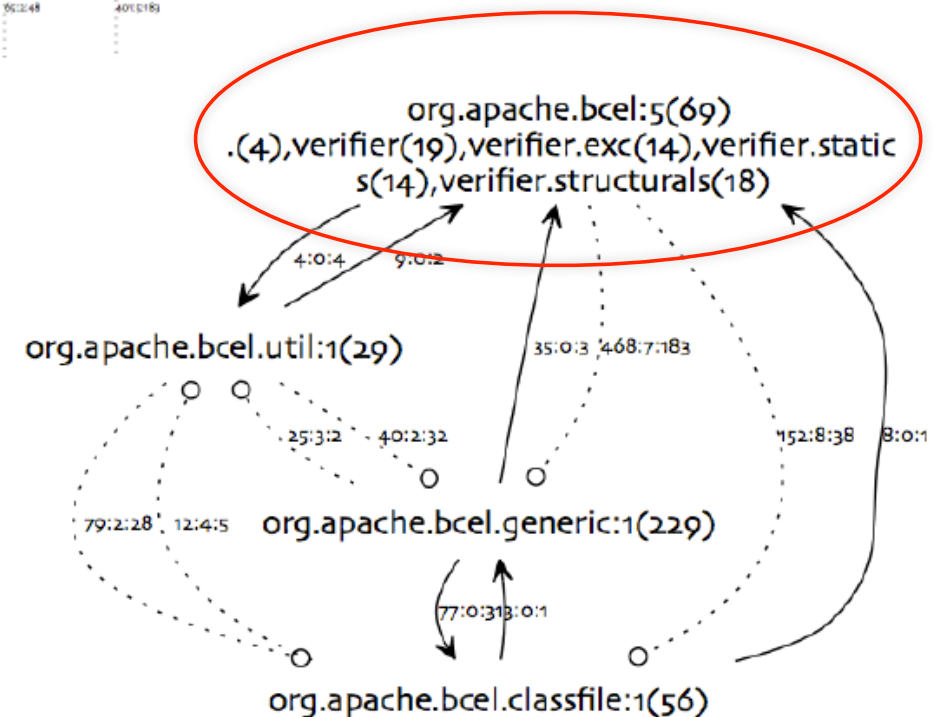 org.apache.bcel:5(69)
.(4),verifier(19),verifier.exc(14),verifier.static
s(14),verifier.structurals(18)
4:0:4
9:0:2
org.apache.bcel.util:1(29)
35:0:3
468:7:183
25:3:2
40:2:32
152:8:38
8:0:1
79:2:28
12:4:5
org.apache.bcel.generic:1(229)
77:0:3
13:0:1
org.apache.bcel.classfile:1(56)